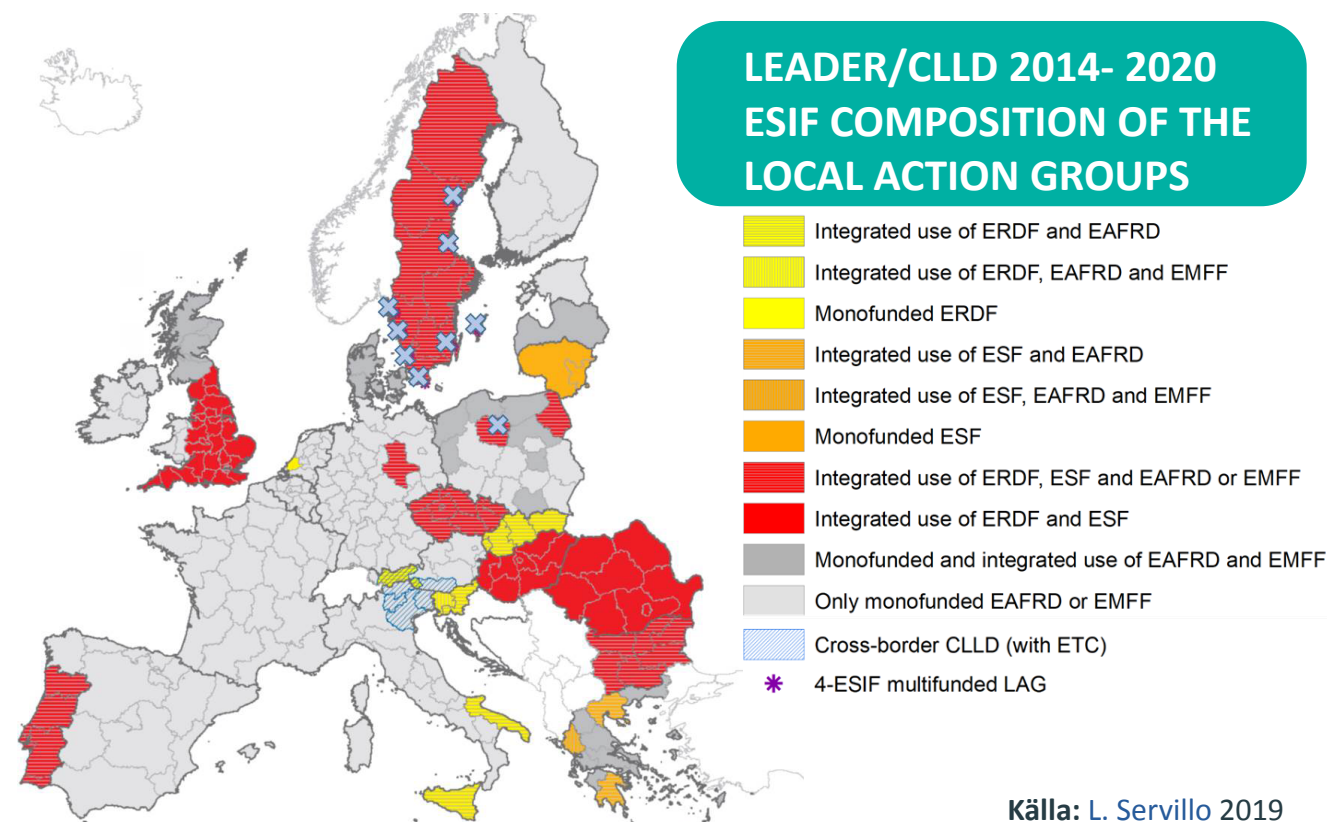 LEADER/CLLD 2014- 2020
ESIF COMPOSITION OF THE
LOCAL ACTION GROUPS
Integrated use of ERDF and EAFRD
Integrated use of ERDF, EAFRD and EMFF
Monofunded ERDF
Integrated use of ESF and EAFRD
Integrated use of ESF, EAFRD and EMFF
Monofunded ESF
Integrated use of ERDF, ESF and EAFRD or EMFF
Integrated use of ERDF and ESF
Monofunded and integrated use of EAFRD and EMFF
Only monofunded EAFRD or EMFF
Cross-border CLLD (with ETC)
4-ESIF multifunded LAG
Källa: L. Servillo 2019